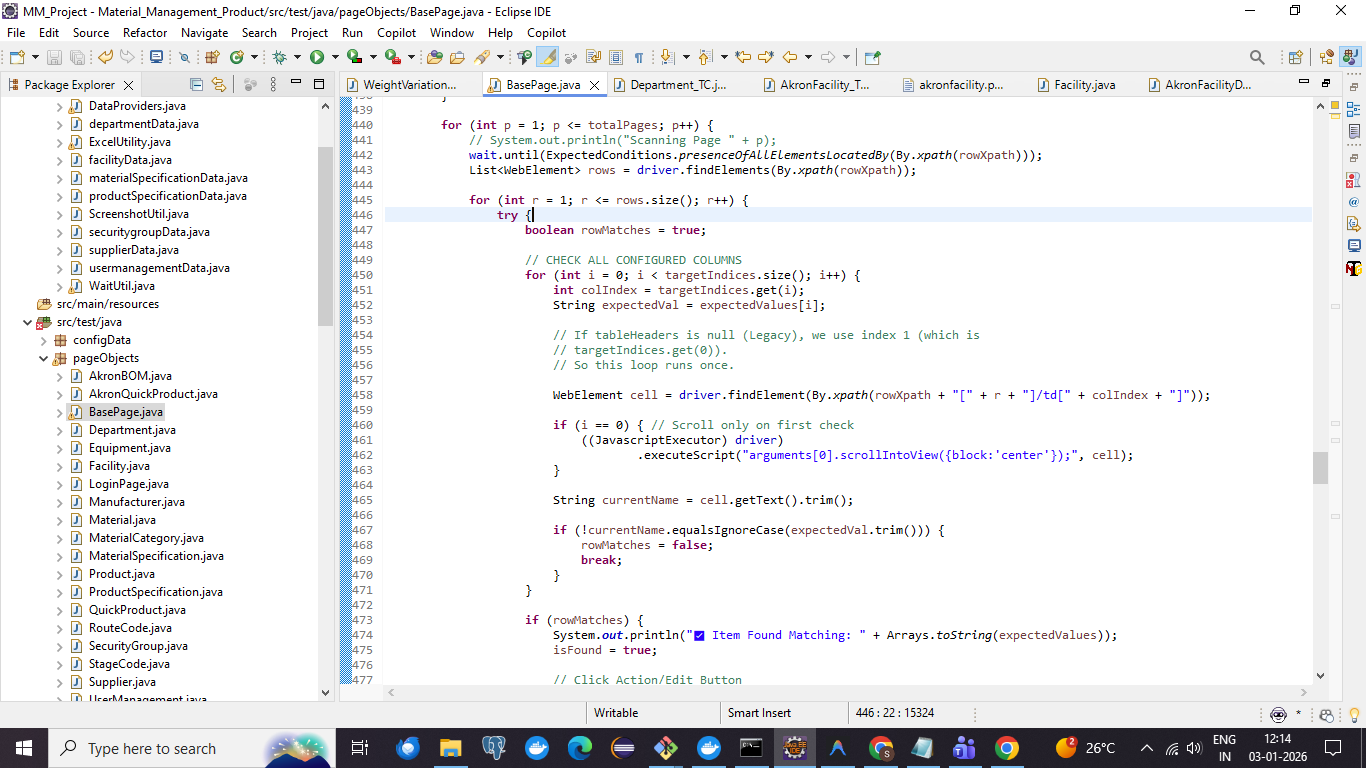 MM_Project - Material_Management_Product/src/test/java/pageObjects/BasePage.java - Eclipse IDE
File Edit Source Refactor Navigate Search Project Run Copilot Window Help Copilot
Package Explorer
WeightVariation... BasePage.java Department_TC.j... AkronFacility_T... akronfacility.p... Facility.java AkronFacilityD...
DataProviders.java
departmentData.java
ExcelUtility.java
facilityData.java
materialSpecificationData.java
productSpecificationData.java
ScreenshotUtil.java
securitygroupData.java
supplierData.java
usermanagementData.java
WaitUtil.java
src/main/resources
src/test/java
configData
pageObjects
AkronBOM.java
AkronQuickProduct.java
BasePage.java
Department.java
Equipment.java
Facility.java
LoginPage.java
Manufacturer.java
Material.java
MaterialCategory.java
MaterialSpecification.java
Product.java
ProductSpecification.java
QuickProduct.java
RouteCode.java
SecurityGroup.java
StageCode.java
Supplier.java
UserManagement.java
438 }
439
440 for (int p = 1; p <= totalPages; p++) {
441 // System.out.println("Scanning Page " + p);
442 wait.until(ExpectedConditions.presenceOfAllElementsLocatedBy(By.xpath(rowXpath)));
443 List<WebElement> rows = driver.findElements(By.xpath(rowXpath));
444
445 for (int r = 1; r <= rows.size(); r++) {
446 try {
447 boolean rowMatches = true;
448
449 // CHECK ALL CONFIGURED COLUMNS
450 for (int i = 0; i < targetIndices.size(); i++) {
451 int colIndex = targetIndices.get(i);
452 String expectedVal = expectedValues[i];
453
454 // If tableHeaders is null (Legacy), we use index 1 (which is
455 // targetIndices.get(0)).
456 // So this loop runs once.
457
458 WebElement cell = driver.findElement(By.xpath(rowXpath + "[" + r + "]/td[" + colIndex + "]"));
459
460 if (i == 0) { // Scroll only on first check
461 ((JavascriptExecutor) driver)
462 .executeScript("arguments[0].scrollIntoView({block:'center'});", cell);
463 }
464
465 String currentName = cell.getText().trim();
466
467 if (!currentName.equalsIgnoreCase(expectedVal.trim())) {
468 rowMatches = false;
469 break;
470 }
471 }
472
473 if (rowMatches) {
474 System.out.println("✅ Item Found Matching: " + Arrays.toString(expectedValues));
475 isFound = true;
476
477 // Click Action/Edit Button
Writable Smart Insert 446 : 22 : 15324
Type here to search
26°C
ENG
IN
12:14
03-01-2026